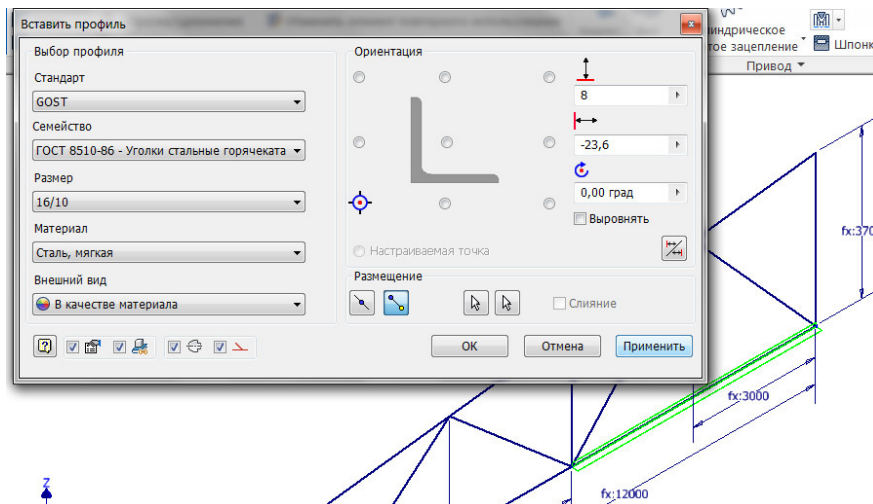 Вставить профиль
Выбор профиля
Стандарт
GOST
Семейство
ГОСТ 8510-86 - Уголки стальные горячеката
Размер
16/10
Материал
Сталь, мягкая
Внешний вид
В качестве материала
Ориентация
8
-23,6
0,00 град
Выровнять
Настраиваемая точка
Размещение
Слияние
ОК
Отмена
Применить
индрическое
тое зацепление
Шпонк
Привод
fx:370
fx:3000
fx:12000
Z